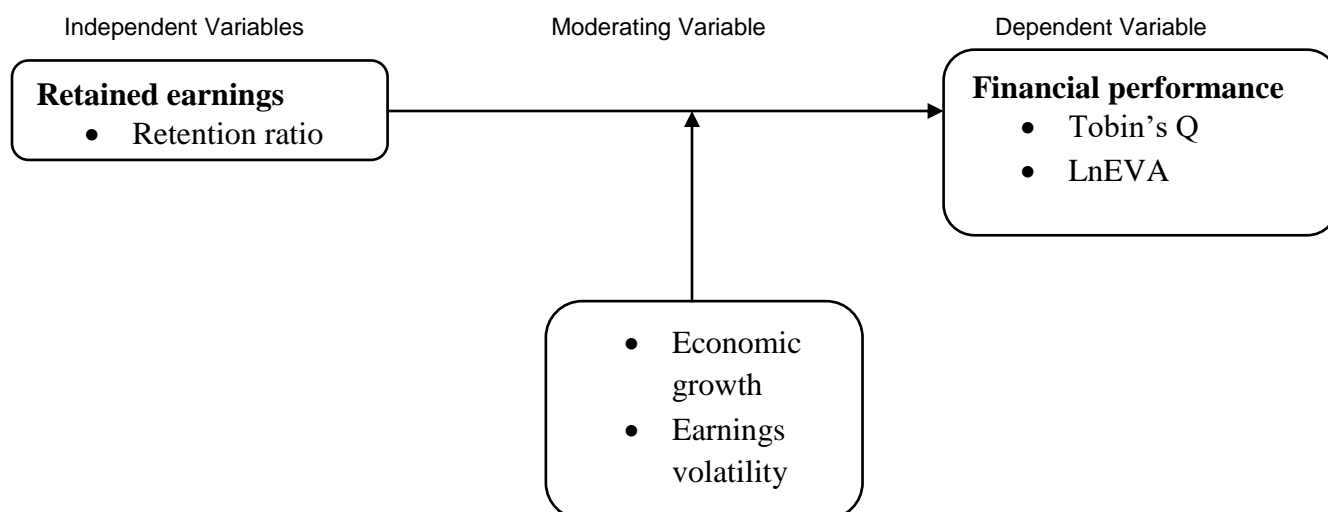 Independent Variables
Moderating Variable
Dependent Variable
Retained earnings
• Retention ratio
Financial performance
• Tobin’s Q
• LnEVA
• Economic
growth
• Earnings
volatility